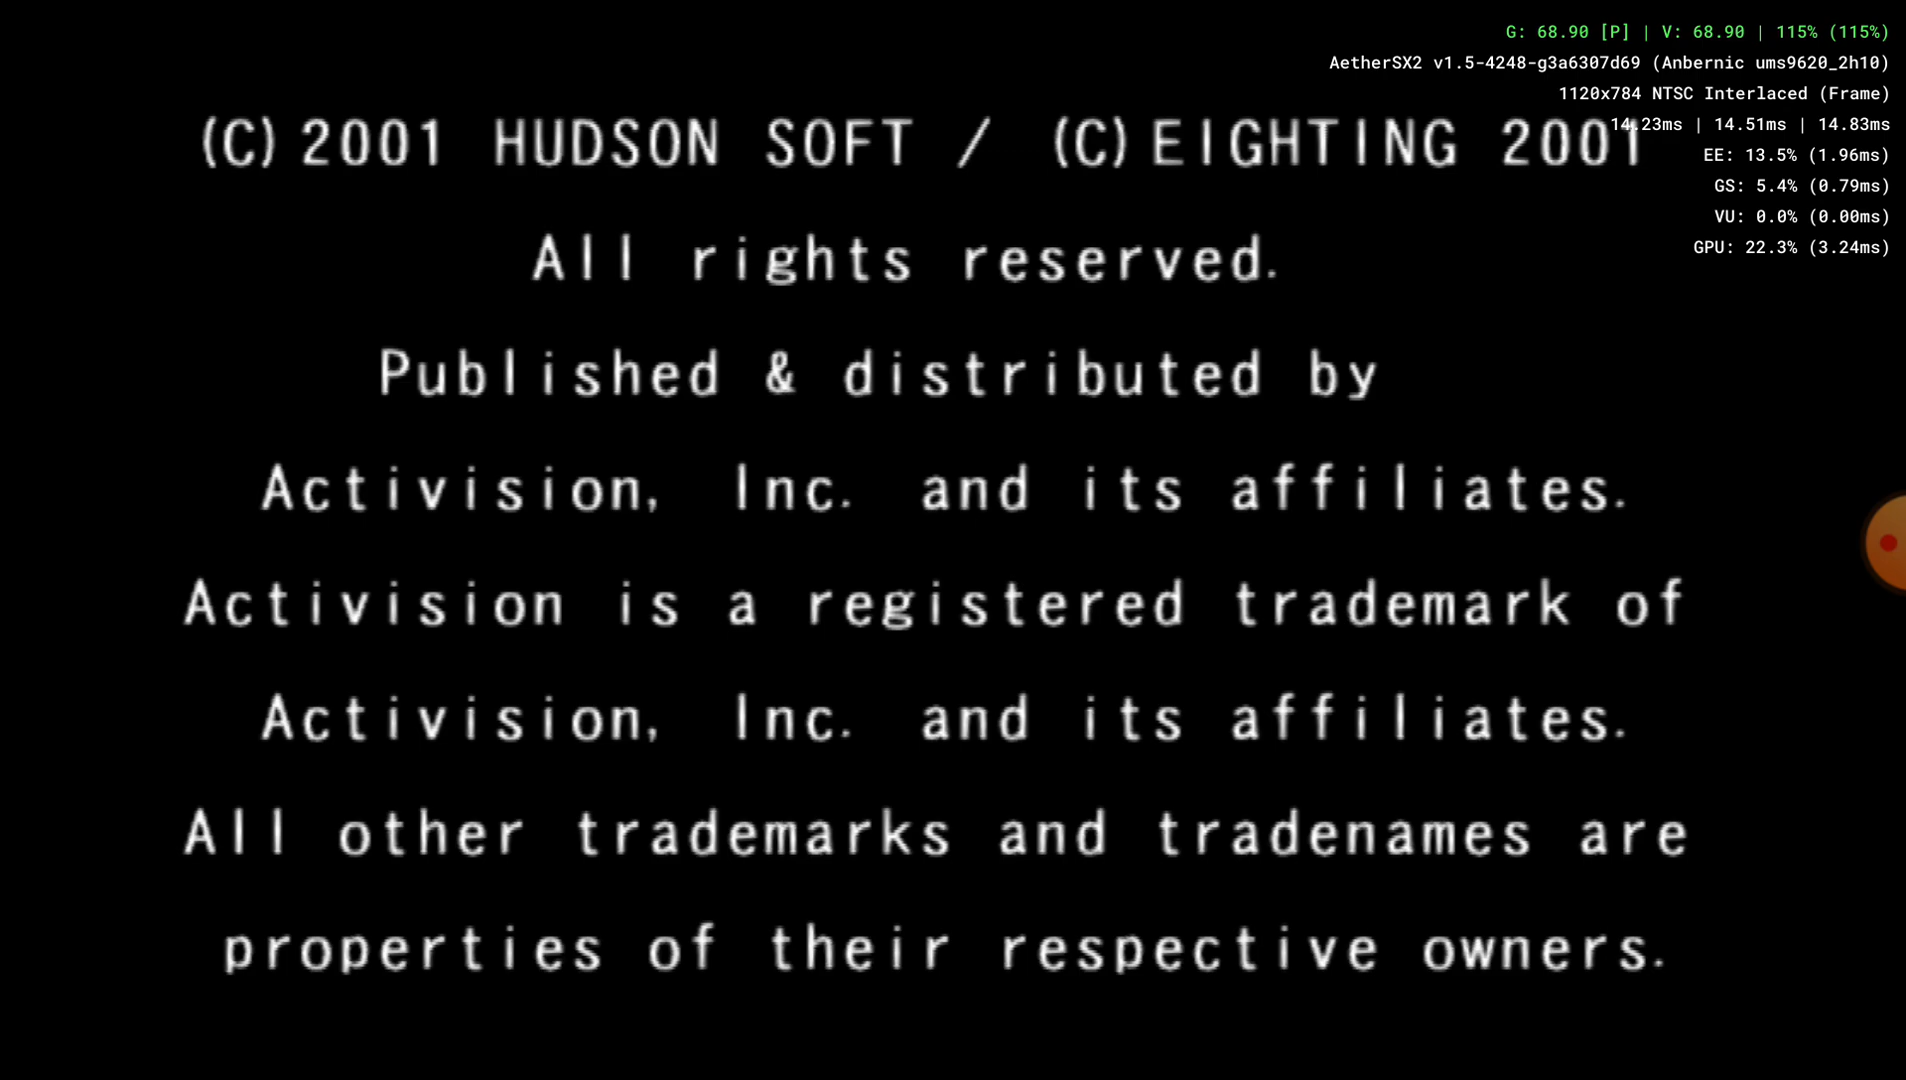 G: 68.90 [P] | V: 68.90 | 115% (115%)
AetherSX2 v1.5-4248-g3a6307d69 (Anbernic ums9620_2h10)
1120x784 NTSC Interlaced (Frame)
14.23ms | 14.51ms | 14.83ms
EE: 13.5% (1.96ms)
GS: 5.4% (0.79ms)
VU: 0.0% (0.00ms)
GPU: 22.3% (3.24ms)
(C) 2001 HUDSON SOFT / (C) EIGHTING 2001
All rights reserved.
Published & distributed by
Activision, Inc. and its affiliates.
Activision is a registered trademark of
Activision, Inc. and its affiliates.
All other trademarks and tradenames are
properties of their respective owners.